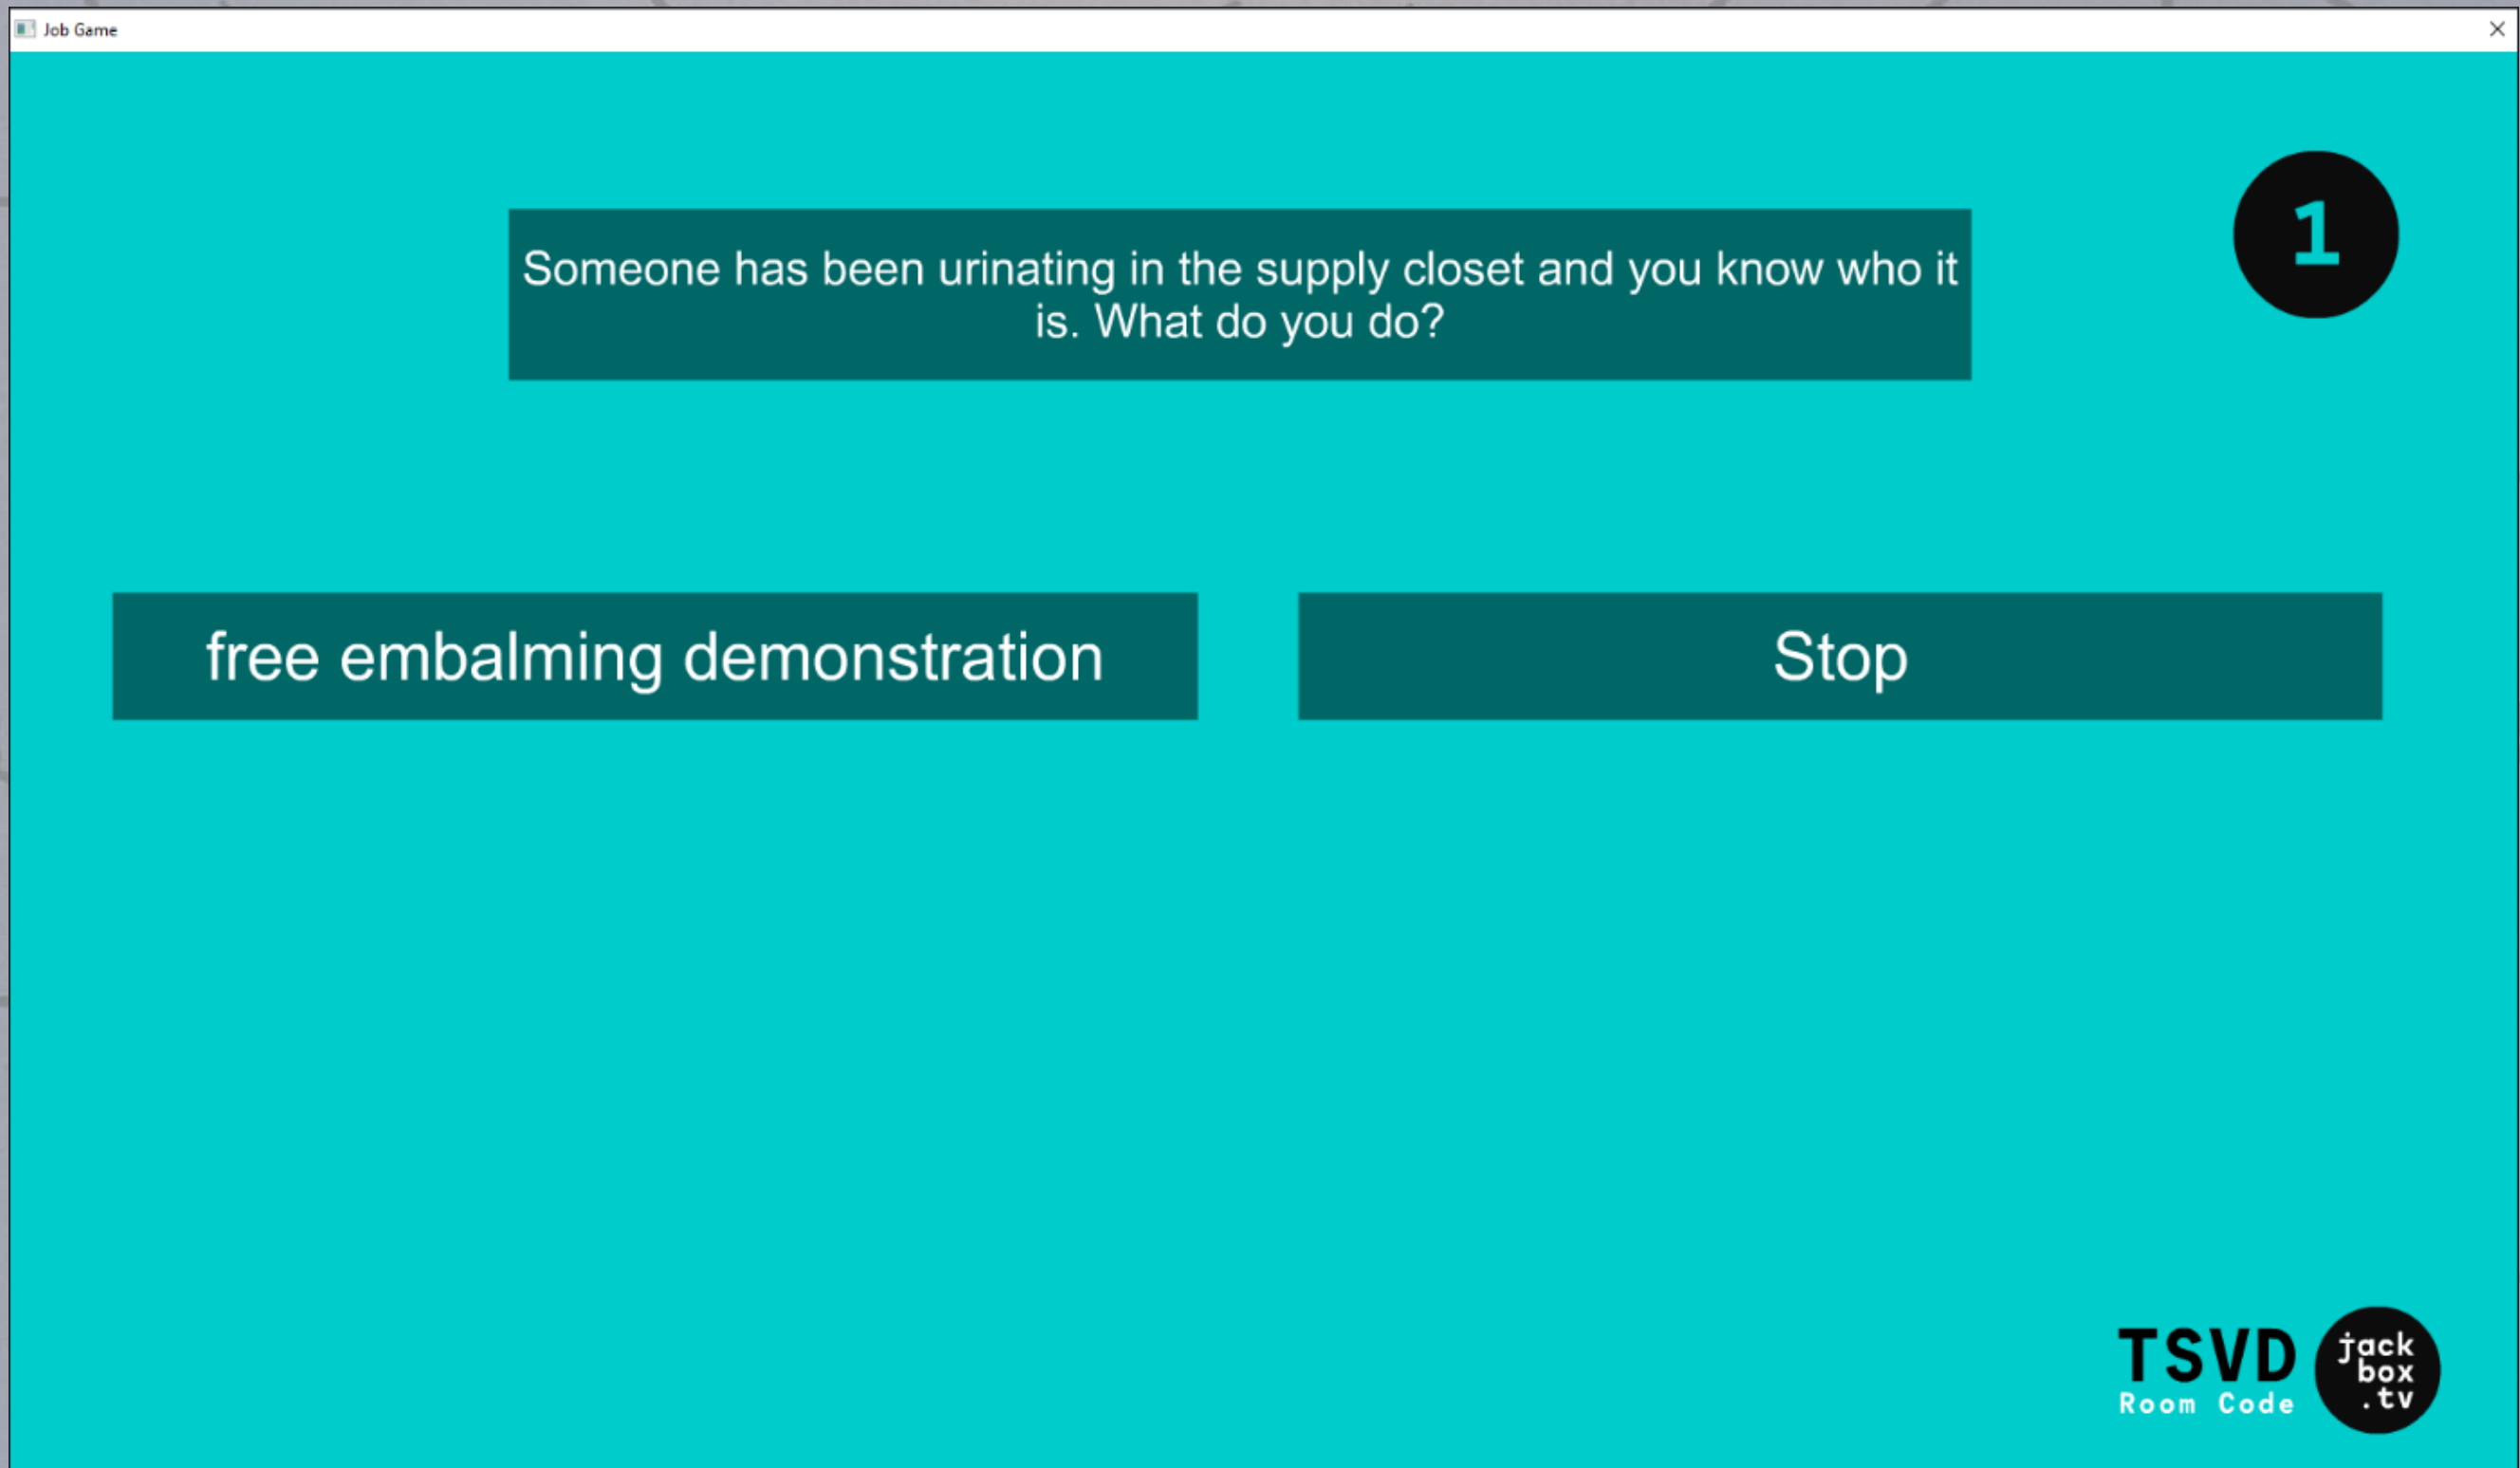 Job Game
1
Someone has been urinating in the supply closet and you know who it
is. What do you do?
free embalming demonstration
Stop
TSVD
Room Code
jack
box
.tv